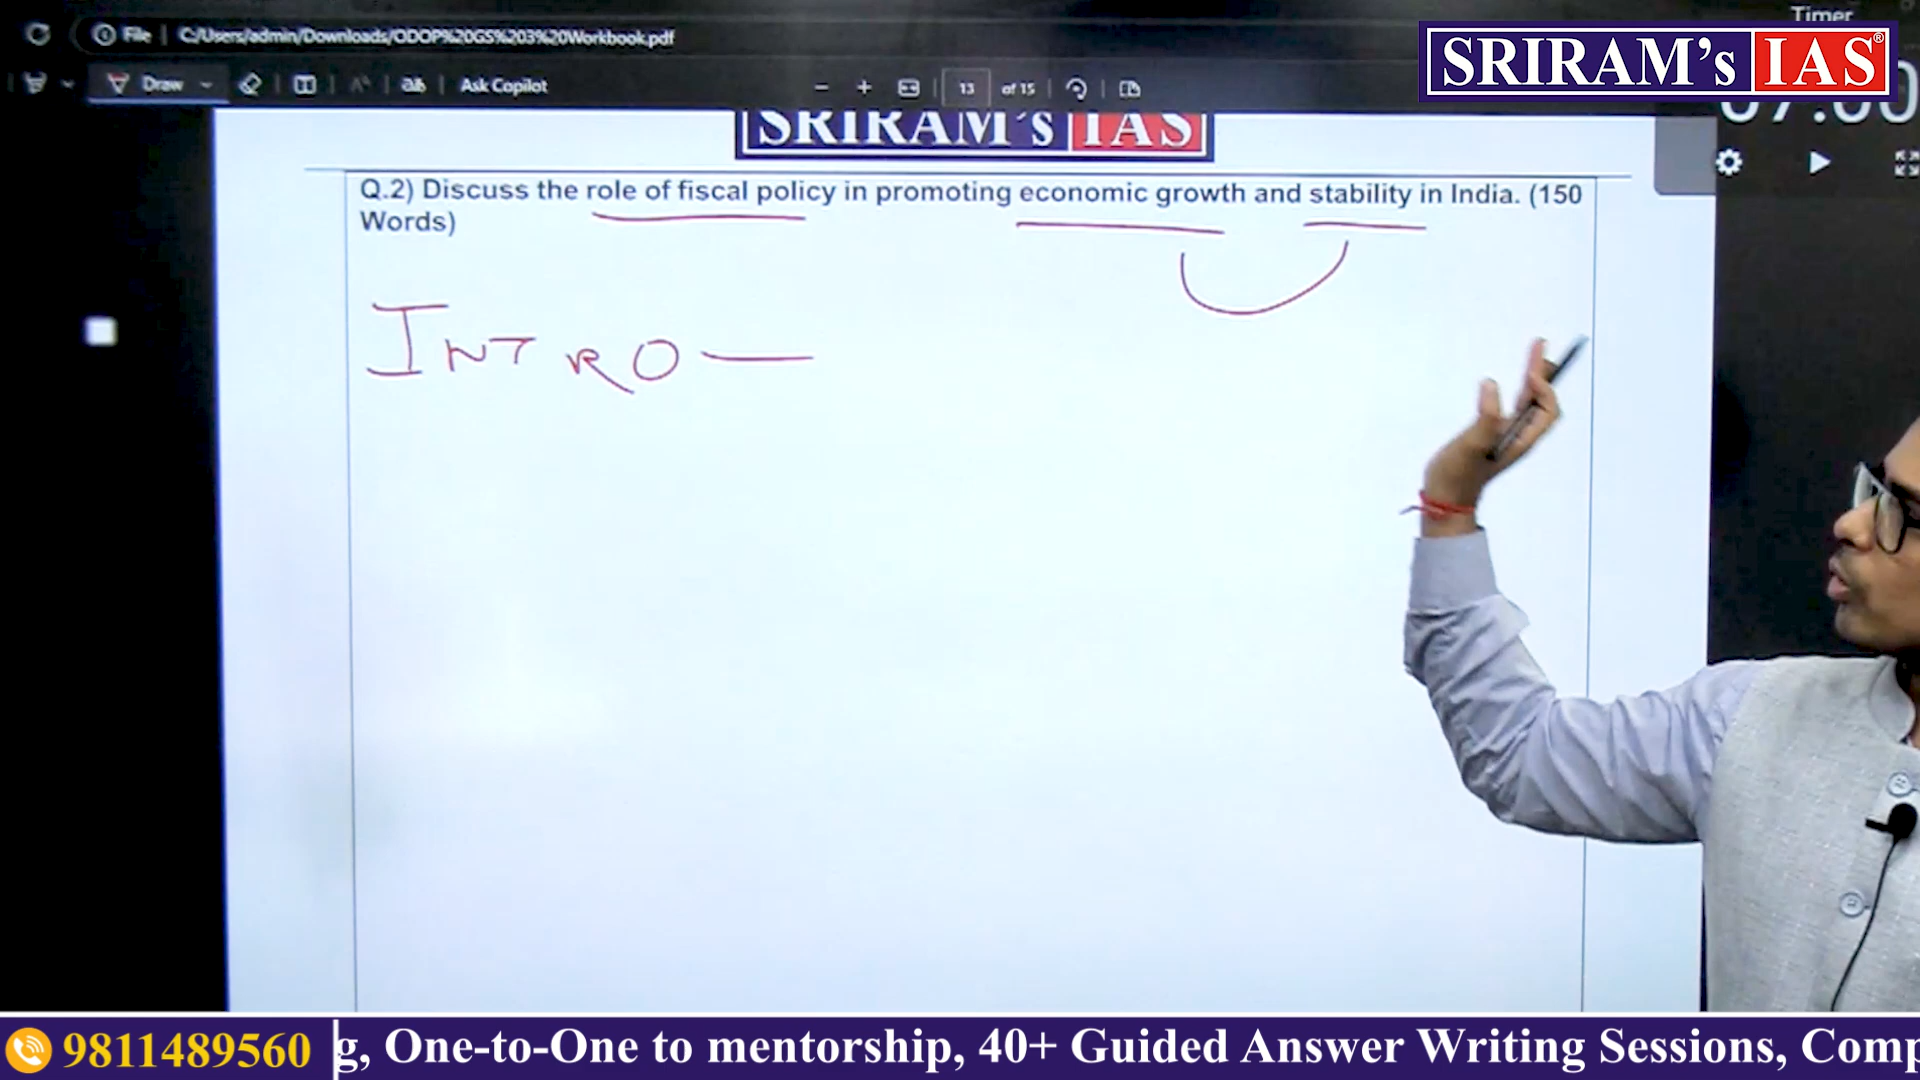 Timer
File C:/Users/admin/Downloads/ODOP%20GS%203%20Workbook.pdf
SRIRAM's IAS®
Draw Ask Copilot 13 of 15
SRIRAM's IAS
Q.2) Discuss the role of fiscal policy in promoting economic growth and stability in India. (150
Words)
INTRO —
9811489560 g, One-to-One to mentorship, 40+ Guided Answer Writing Sessions, Comp